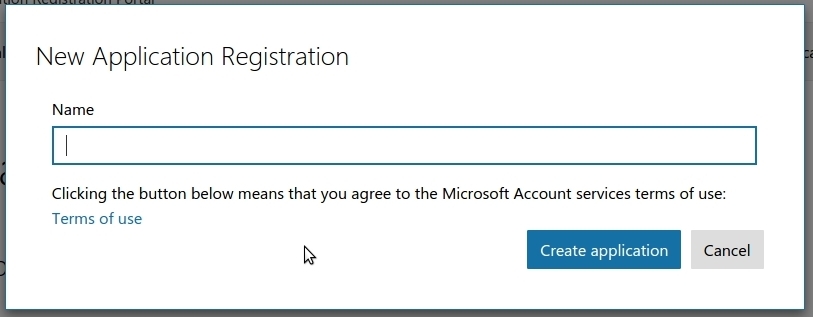 tion Registration Portal
New Application Registration
Name
Clicking the button below means that you agree to the Microsoft Account services terms of use:
Terms of use
Create application Cancel